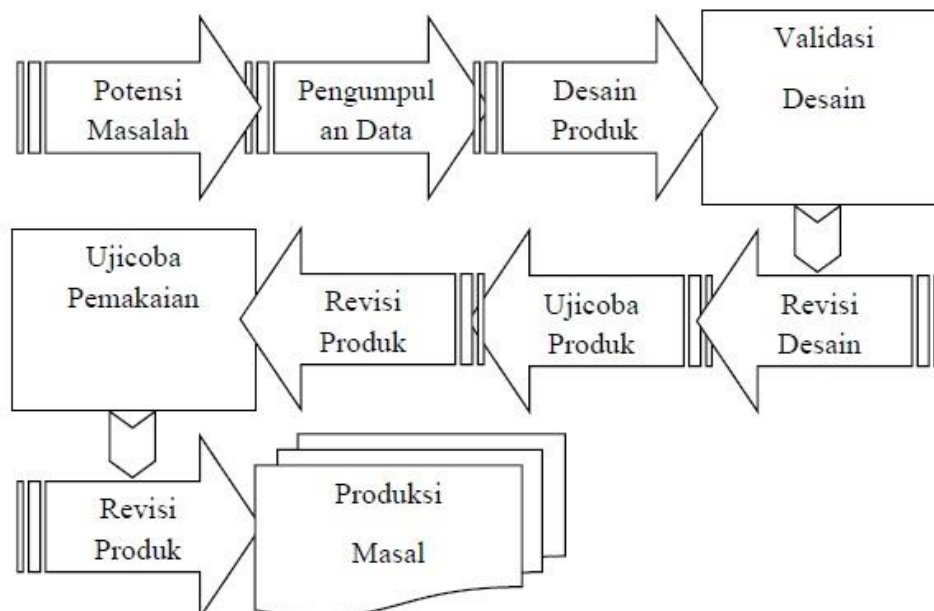 Potensi
Masalah
Pengumpul
an Data
Desain
Produk
Validasi
Desain
Revisi
Desain
Ujicoba
Produk
Revisi
Produk
Ujicoba
Pemakaian
Revisi
Produk
Produksi
Masal